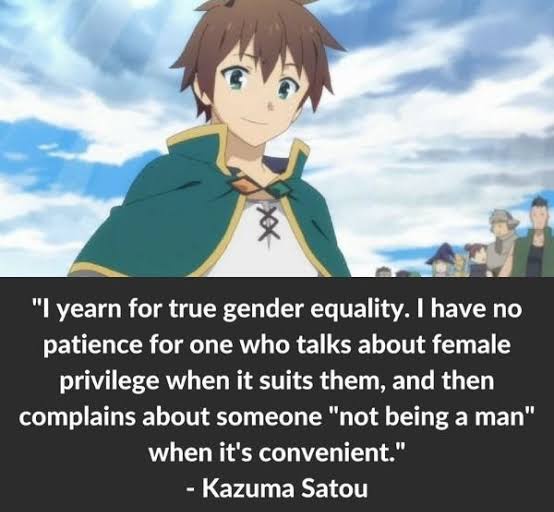 "I yearn for true gender equality. I have no
patience for one who talks about female
privilege when it suits them, and then
complains about someone "not being a man"
when it's convenient."
- Kazuma Satou